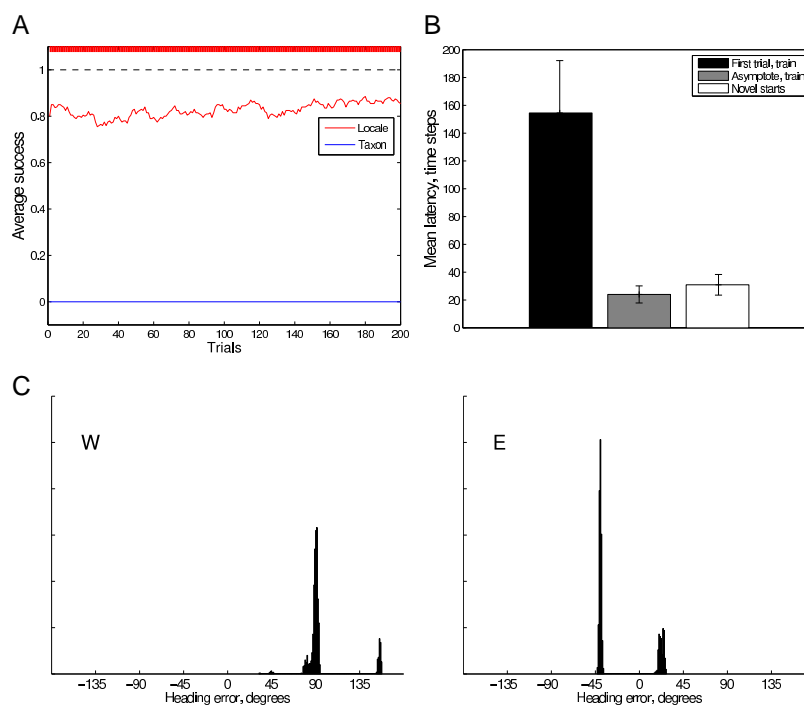 A
1
0.8
0.6
0.4
0.2
0
0 20 40 60 80 100 120 140 160 180 200
Average success
Trials
Locale
Taxon
B
200
180
160
140
120
100
80
60
40
20
0
Mean latency, time steps
First trial, train
Asymptote, train
Novel starts
C
W
−135 −90 −45 0 45 90 135
Heading error, degrees
E
−135 −90 −45 0 45 90 135
Heading error, degrees